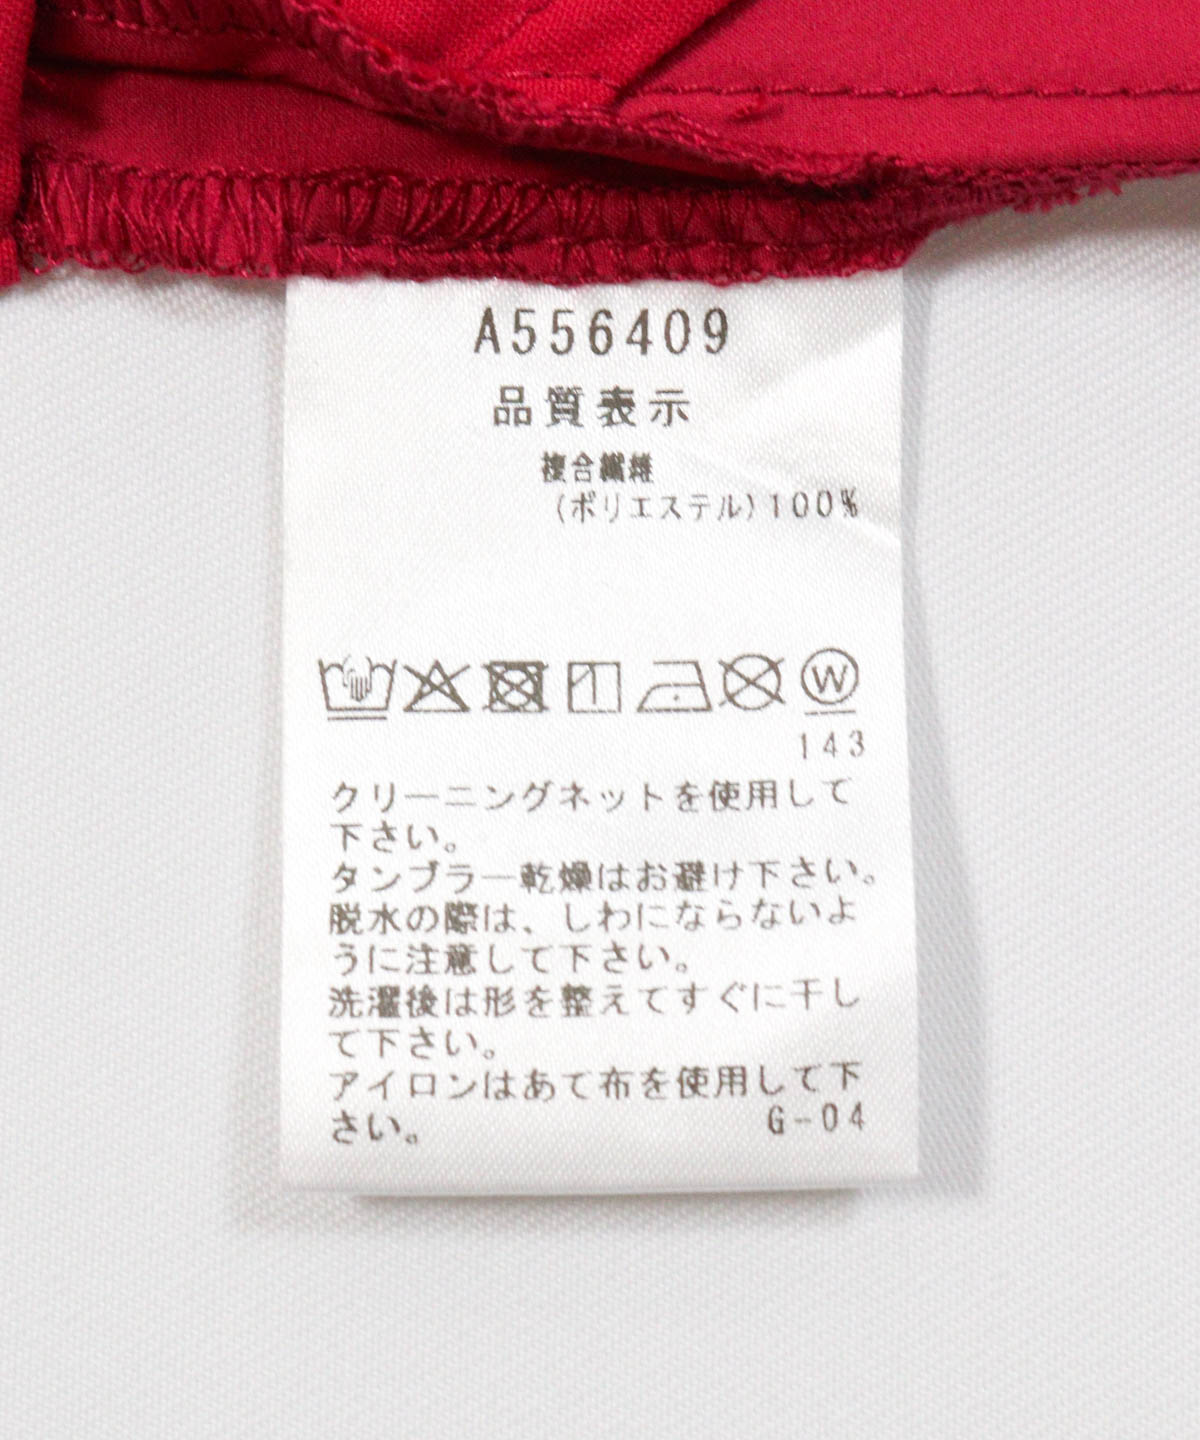 A556409
品質表示
複合繊維
(ポリエステル)100%
W
143
クリーニングネットを使用して
下さい。
タンブラー乾燥はお避け下さい。
脱水の際は、しわにならないよ
うに注意して下さい。
洗濯後は形を整えてすぐに干し
て下さい。
アイロンはあて布を使用して下
さい。
G-04